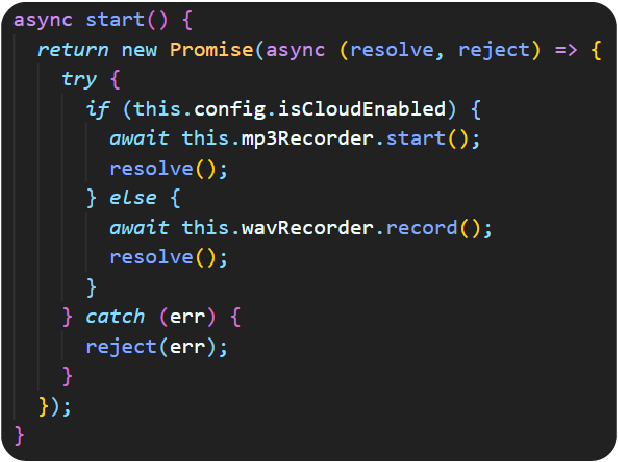 async start() {
return new Promise(async (resolve, reject) => {
try {
if (this.config.isCloudEnabled) {
await this.mp3Recorder.start();
resolve();
} else {
await this.wavRecorder.record();
resolve();
}
} catch (err) {
reject(err);
}
});
}